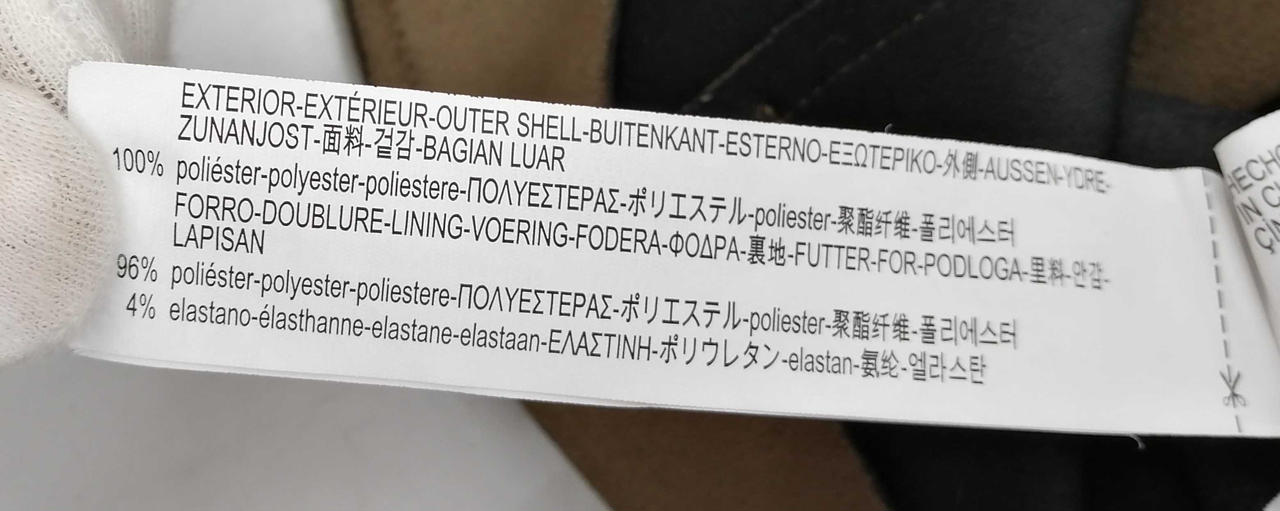 EXTERIOR-EXTÉRIEUR-OUTER SHELL-BUITENKANT-ESTERNO-ΕΞΩΤΕΡΙΚΟ-外側-AUSSEN-YDRE-
ZUNANJOST-面料-겉감-BAGIAN LUAR
100% poliéster-polyester-poliestere-ΠΟΛΥΕΣΤΕΡΑΣ-ポリエステル-poliester-聚酯纤维-폴리에스터
FORRO-DOUBLURE-LINING-VOERING-FODERA-ΦΟΔΡΑ-裏地-FUTTER-FOR-PODLOGA-里料-안감-
LAPISAN
96% poliéster-polyester-poliestere-ΠΟΛΥΕΣΤΕΡΑΣ-ポリエステル-poliester-聚酯纤维-폴리에스터
4% elastano-élasthanne-elastane-elastaan-ΕΛΑΣΤΙΝΗ-ポリウレタン-elastan-氨纶-엘라스탄